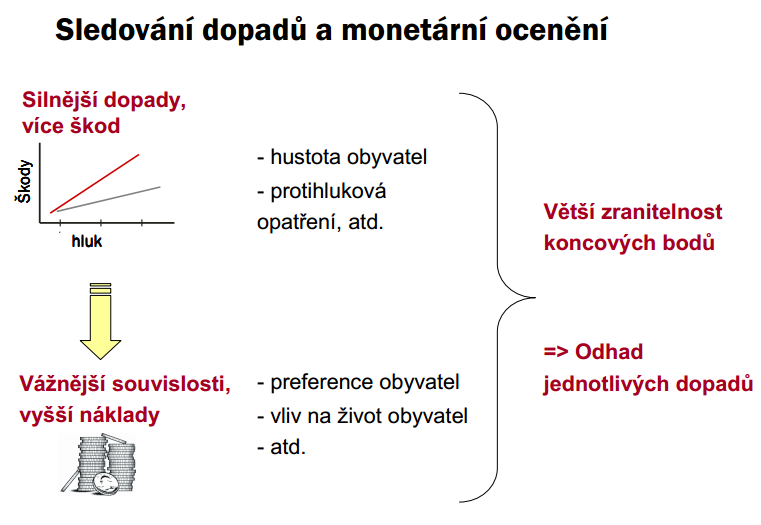 Sledování dopadů a monetární ocenění
Silnější dopady,
více škod
Škody
hluk
- hustota obyvatel
- protihluková
opatření, atd.
Větší zranitelnost
koncových bodů
Vážnější souvislosti,
vyšší náklady
- preference obyvatel
- vliv na život obyvatel
- atd.
=> Odhad
jednotlivých dopadů